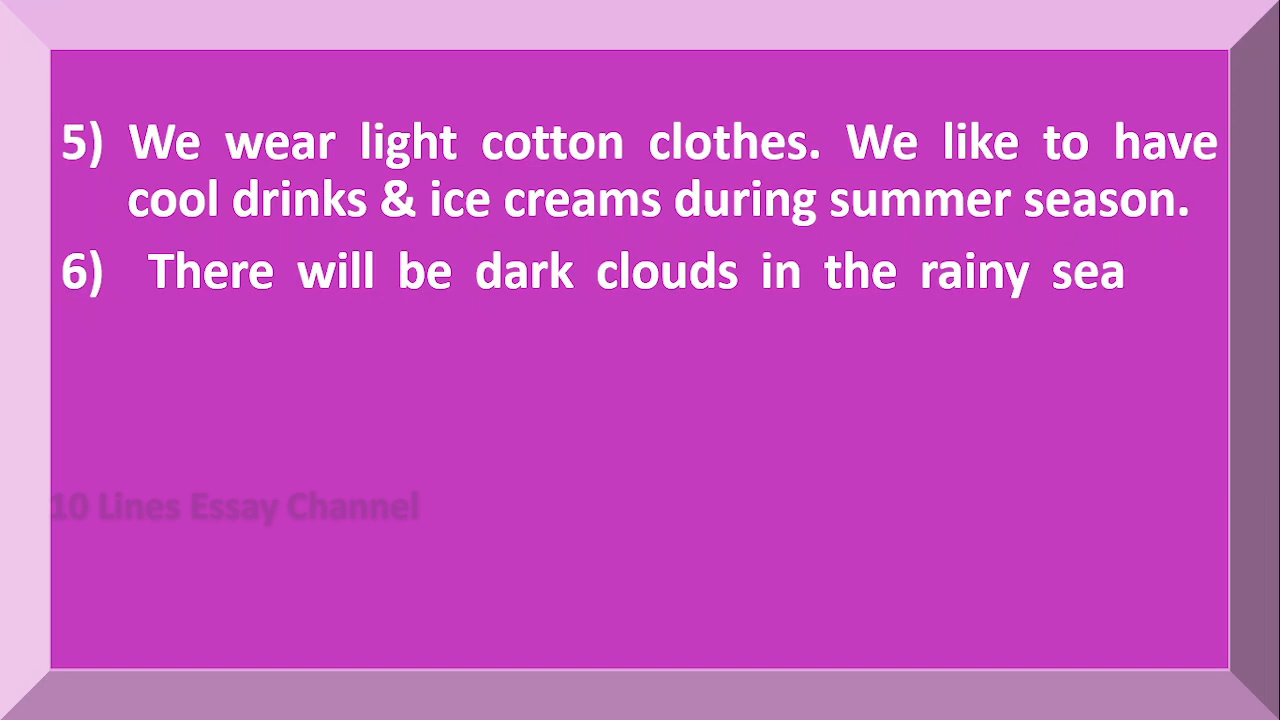 5) We wear light cotton clothes. We like to have
cool drinks & ice creams during summer season.
6) There will be dark clouds in the rainy sea
10 Lines Essay Channel